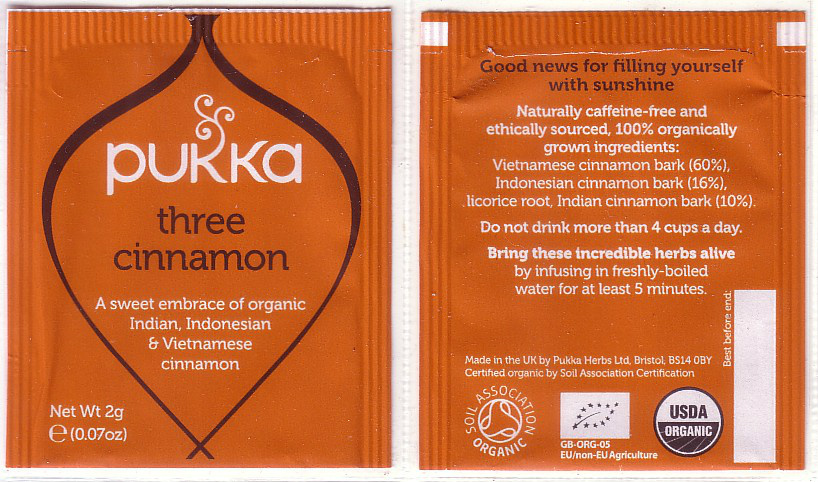 pukka
three
cinnamon
A sweet embrace of organic
Indian, Indonesian
& Vietnamese
cinnamon
Net Wt 2g
℮ (0.07oz)
Good news for filling yourself
with sunshine
Naturally caffeine-free and
ethically sourced, 100% organically
grown ingredients:
Vietnamese cinnamon bark (60%),
Indonesian cinnamon bark (16%),
licorice root, Indian cinnamon bark (10%).
Do not drink more than 4 cups a day.
Bring these incredible herbs alive
by infusing in freshly-boiled
water for at least 5 minutes.
Best before end:
Made in the UK by Pukka Herbs Ltd, Bristol, BS14 0BY
Certified organic by Soil Association Certification
SOIL ASSOCIATION
ORGANIC
GB-ORG-05
EU/non-EU Agriculture
USDA
ORGANIC